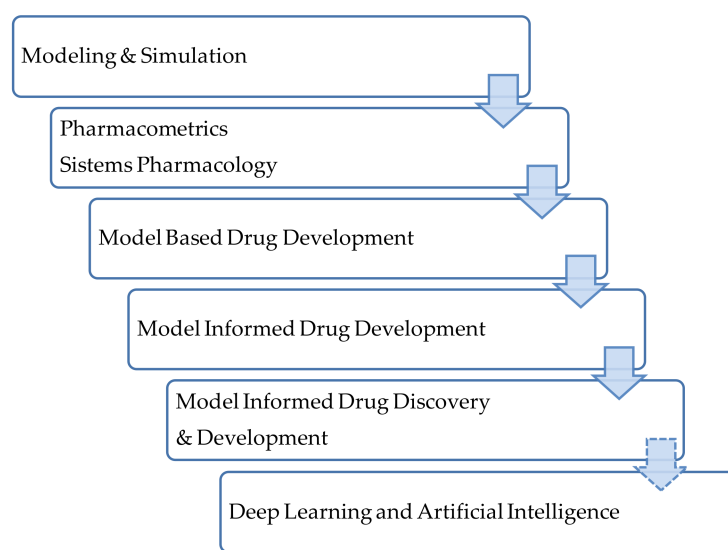 Modeling & Simulation
Pharmacometrics
Sistems Pharmacology
Model Based Drug Development
Model Informed Drug Development
Model Informed Drug Discovery
& Development
Deep Learning and Artificial Intelligence